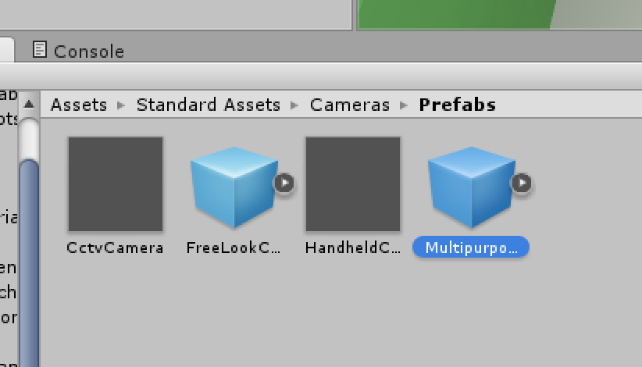 Console
Assets ▸ Standard Assets ▸ Cameras ▸ Prefabs
CctvCamera FreeLookC... HandheldC... Multipurpo...